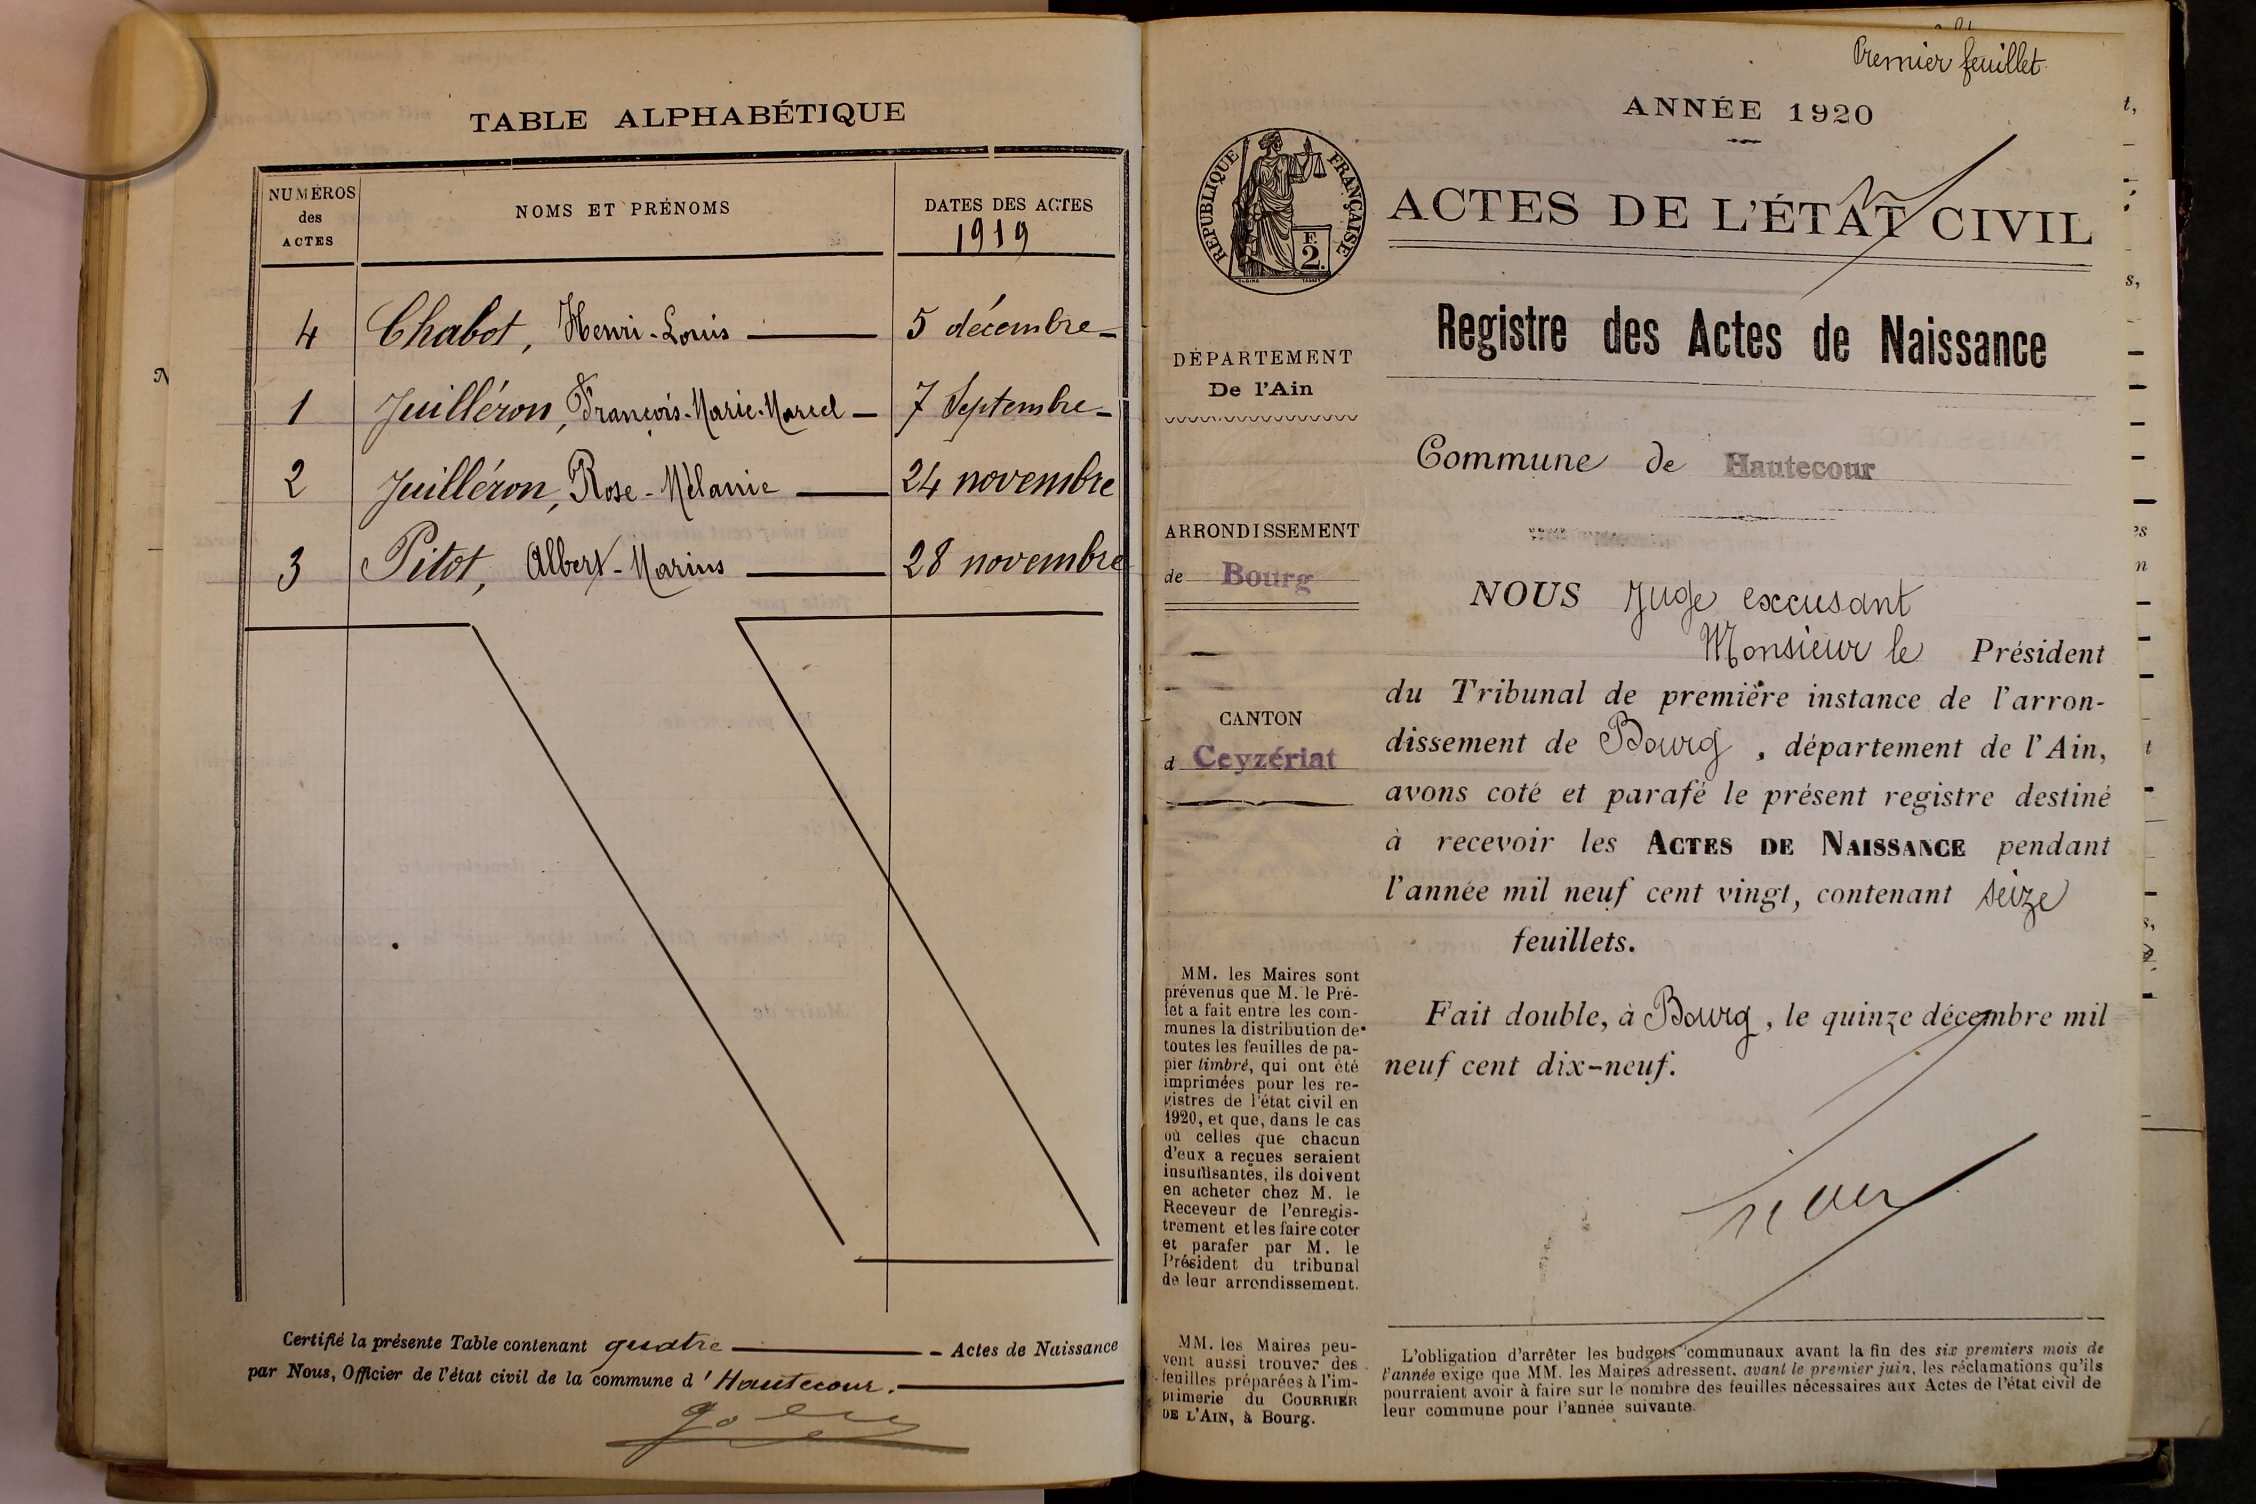 TABLE ALPHABÉTIQUE
NUMÉROS des ACTES
NOMS ET PRÉNOMS
DATES DES ACTES
1919
4 Chabot, Henri-Louis 5 décembre
1 Juilléron, François-Marie-Marcel 7 Septembre
2 Juilléron, Rose-Mélanie 24 novembre
3 Pitot, Albert-Marius 28 novembre
Certifié la présente Table contenant quatre Actes de Naissance
par Nous, Officier de l'état civil de la commune d'Hautecour.
Premier feuillet
ANNÉE 1920
RÉPUBLIQUE FRANÇAISE
F
2.
ACTES DE L'ÉTAT CIVIL
Registre des Actes de Naissance
DÉPARTEMENT
De l'Ain
Commune de Hautecour
ARRONDISSEMENT
de Bourg
CANTON
d Ceyzériat
NOUS Juge excusant
Monsieur le Président
du Tribunal de première instance de l'arron-
dissement de Bourg, département de l'Ain,
avons coté et parafé le présent registre destiné
à recevoir les ACTES DE NAISSANCE pendant
l'année mil neuf cent vingt, contenant seize
feuillets.
Fait double, à Bourg, le quinze décembre mil
neuf cent dix-neuf.
MM. les Maires sont
prévenus que M. le Pré-
fet a fait entre les com-
munes la distribution de
toutes les feuilles de pa-
pier timbré, qui ont été
imprimées pour les re-
gistres de l'état civil en
1920, et que, dans le cas
où celles que chacun
d'eux a reçues seraient
insuffisantes, ils doivent
en acheter chez M. le
Receveur de l'enregis-
trement et les faire coter
et parafer par M. le
Président du tribunal
de leur arrondissement.
MM. les Maires peu-
vent aussi trouver des
feuilles préparées à l'im-
primerie du COURRIER
DE L'AIN, à Bourg.
L'obligation d'arrêter les budgets communaux avant la fin des six premiers mois de
l'année exige que MM. les Maires adressent, avant le premier juin, les réclamations qu'ils
pourraient avoir à faire sur le nombre des feuilles nécessaires aux Actes de l'état civil de
leur commune pour l'année suivante.